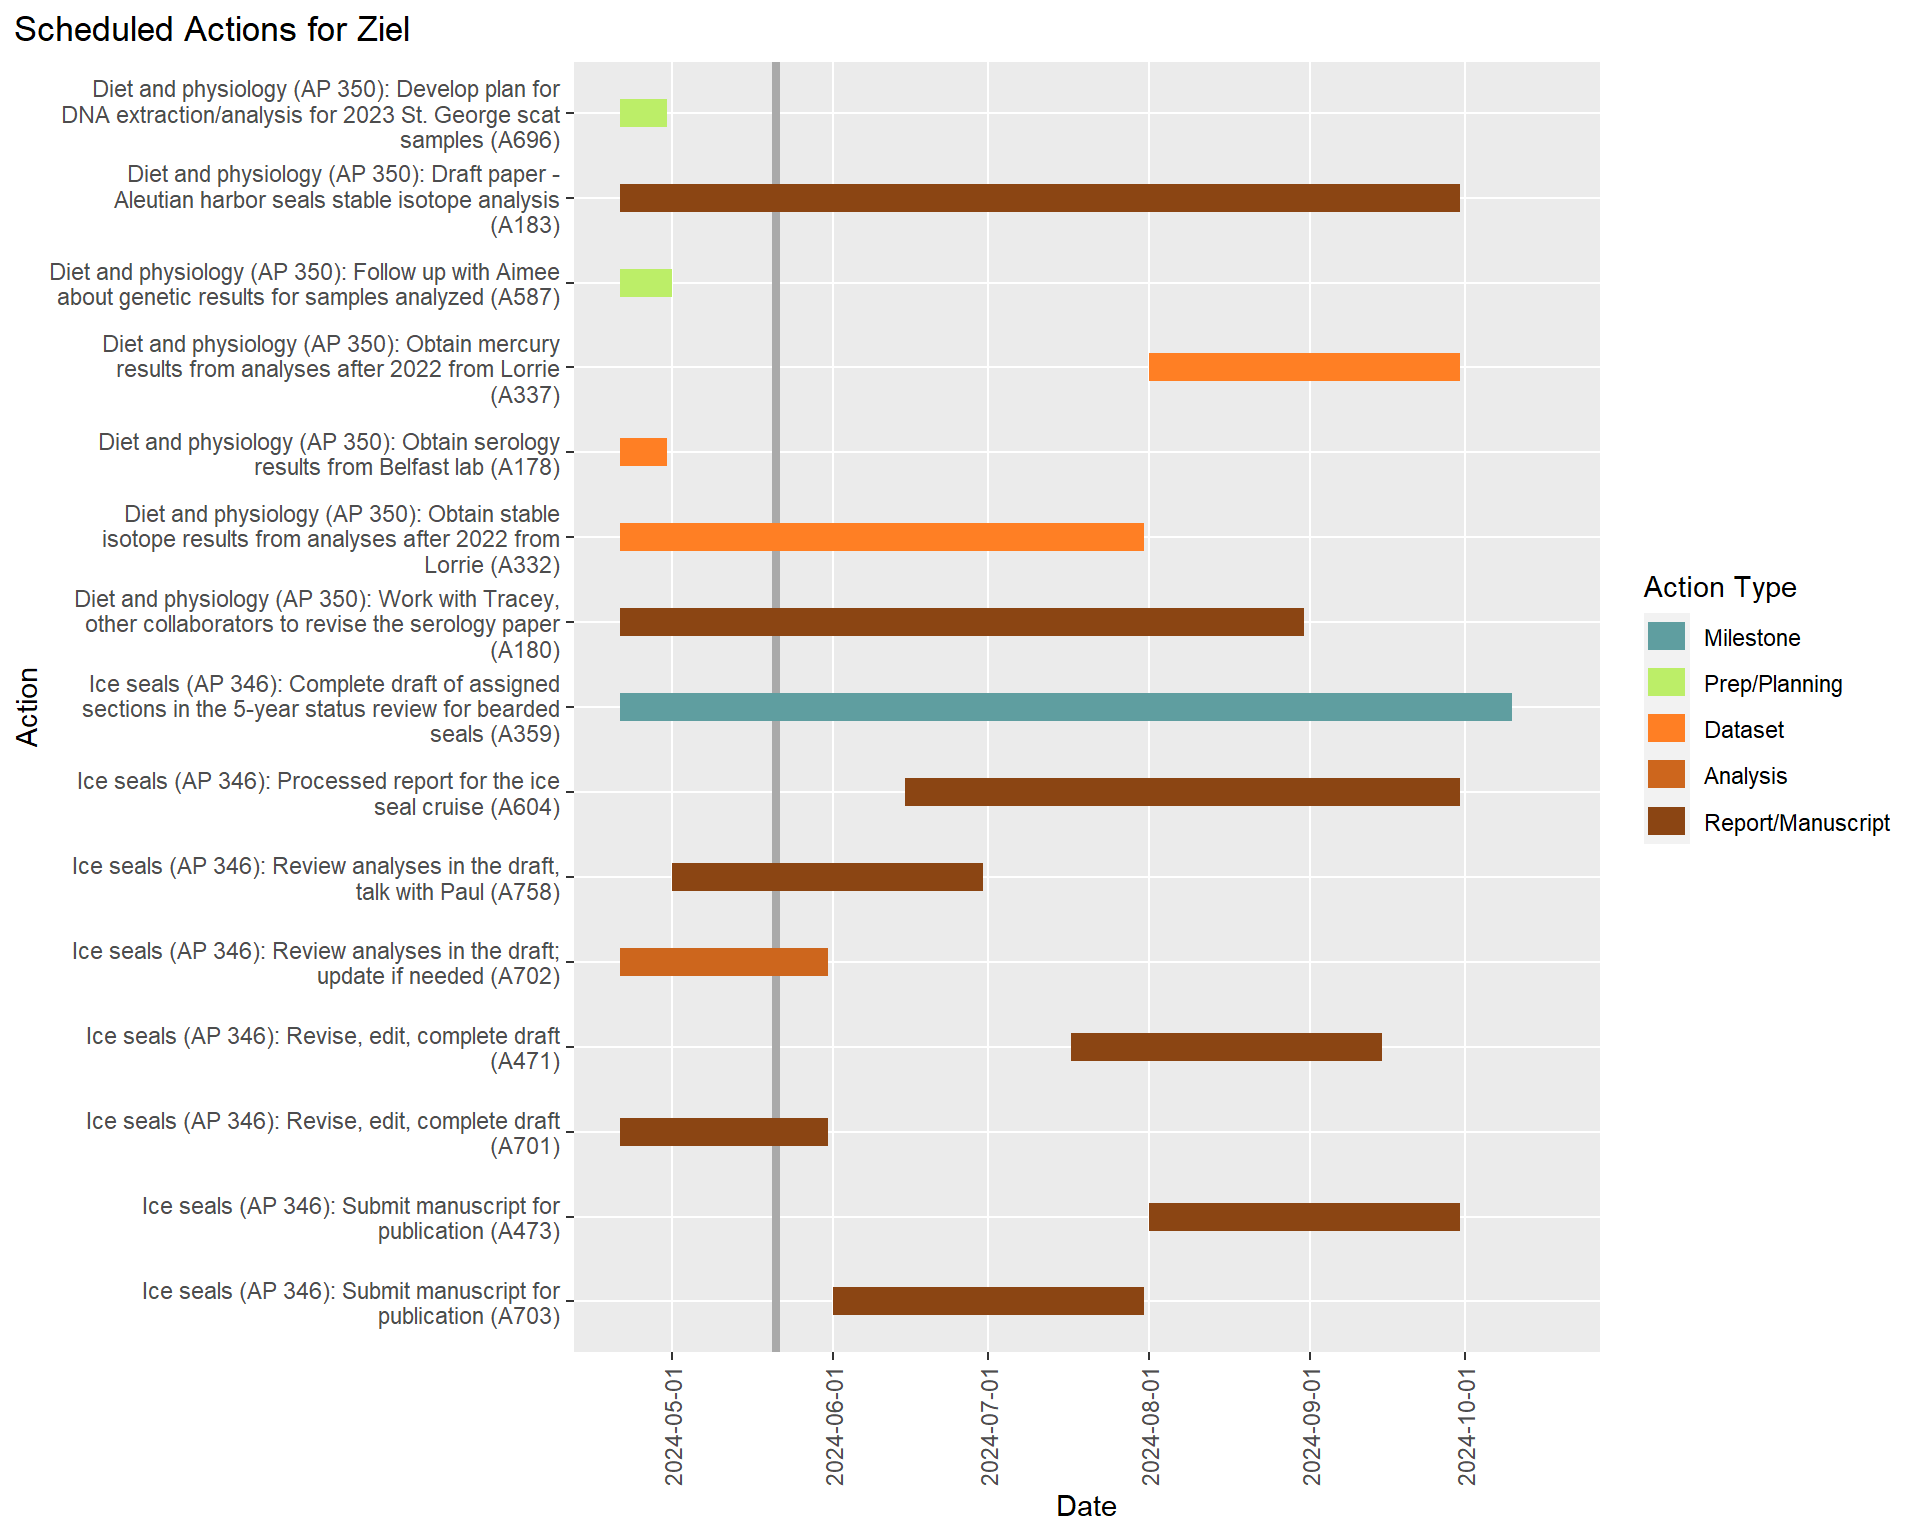 Scheduled Actions for Ziel
Diet and physiology (AP 350): Develop plan for
DNA extraction/analysis for 2023 St. George scat
samples (A696)
Diet and physiology (AP 350): Draft paper -
Aleutian harbor seals stable isotope analysis
(A183)
Diet and physiology (AP 350): Follow up with Aimee
about genetic results for samples analyzed (A587)
Diet and physiology (AP 350): Obtain mercury
results from analyses after 2022 from Lorrie
(A337)
Diet and physiology (AP 350): Obtain serology
results from Belfast lab (A178)
Diet and physiology (AP 350): Obtain stable
isotope results from analyses after 2022 from
Lorrie (A332)
Diet and physiology (AP 350): Work with Tracey,
other collaborators to revise the serology paper
(A180)
Ice seals (AP 346): Complete draft of assigned
sections in the 5-year status review for bearded
seals (A359)
Ice seals (AP 346): Processed report for the ice
seal cruise (A604)
Ice seals (AP 346): Review analyses in the draft,
talk with Paul (A758)
Ice seals (AP 346): Review analyses in the draft;
update if needed (A702)
Ice seals (AP 346): Revise, edit, complete draft
(A471)
Ice seals (AP 346): Revise, edit, complete draft
(A701)
Ice seals (AP 346): Submit manuscript for
publication (A473)
Ice seals (AP 346): Submit manuscript for
publication (A703)
Action
2024-05-01
2024-06-01
2024-07-01
2024-08-01
2024-09-01
2024-10-01
Date
Action Type
Milestone
Prep/Planning
Dataset
Analysis
Report/Manuscript